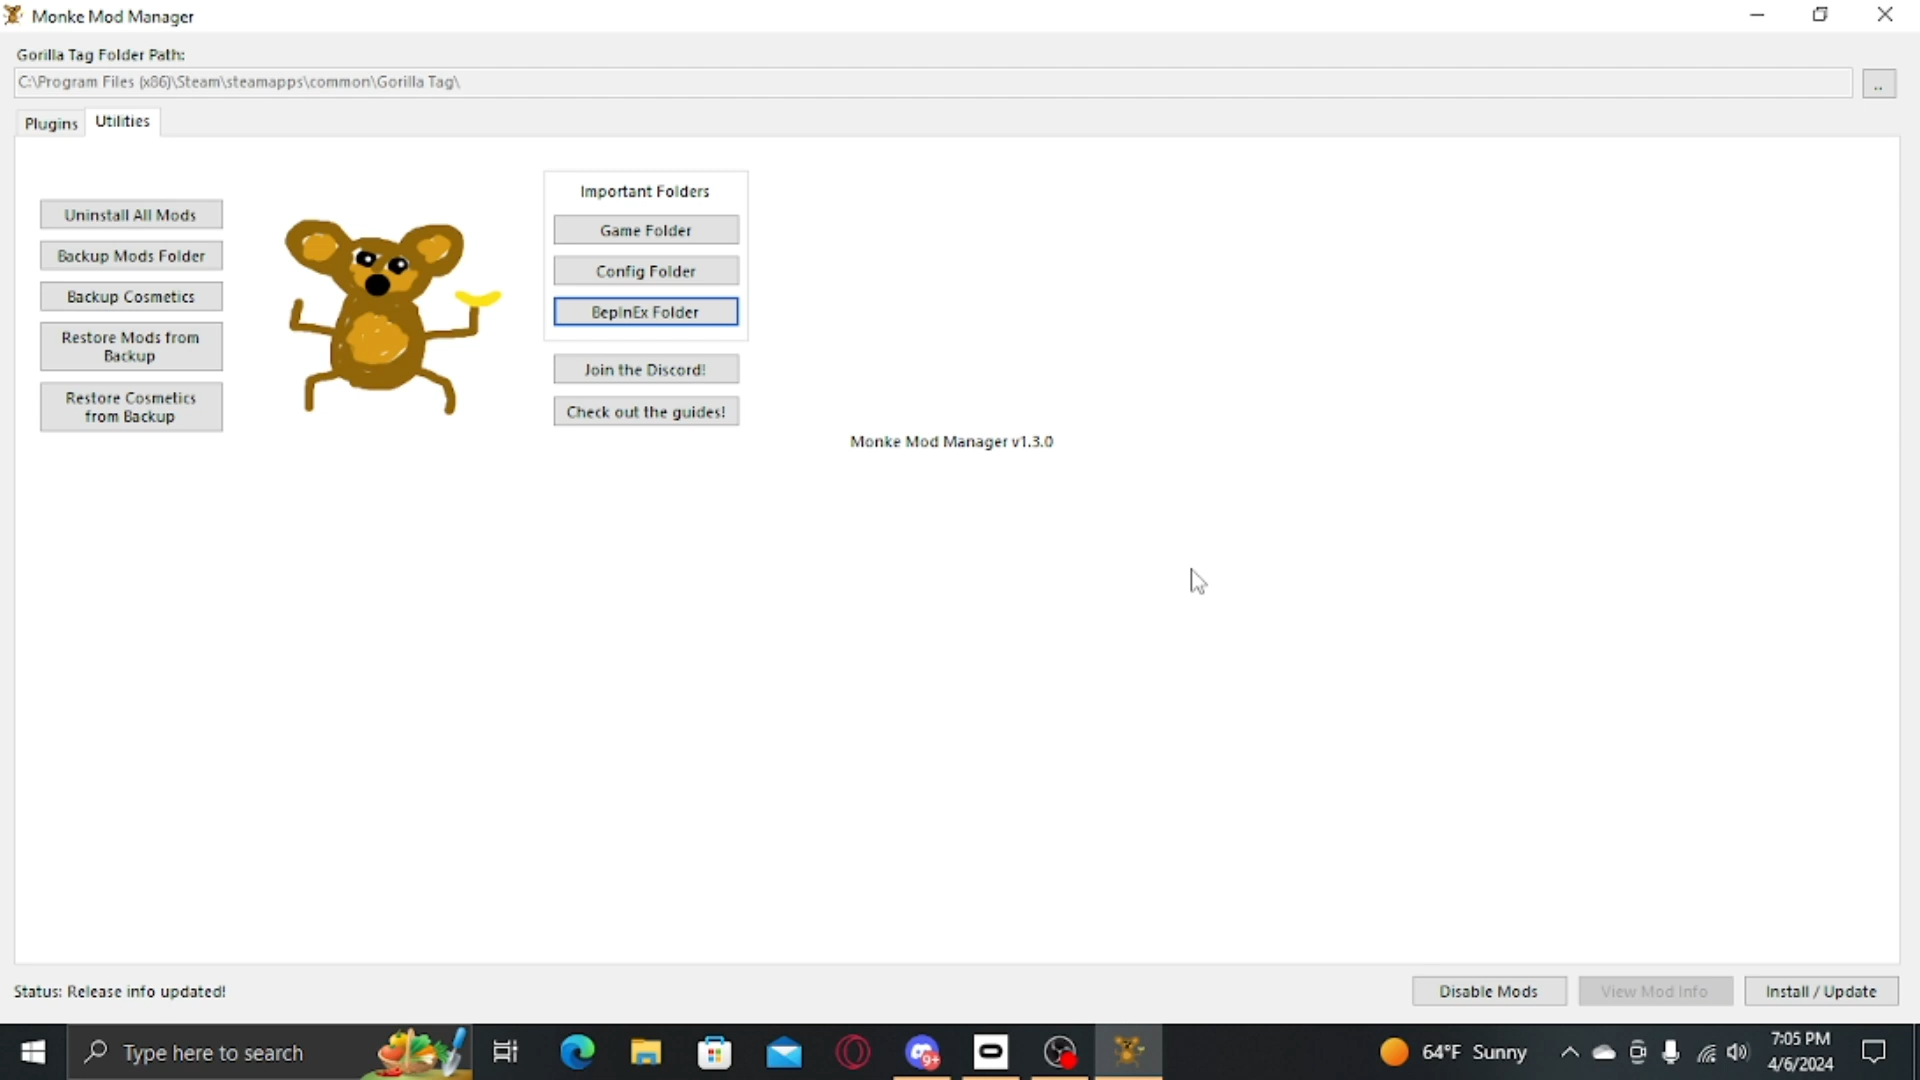 Monke Mod Manager
Gorilla Tag Folder Path:
C:\Program Files (x86)\Steam\steamapps\common\Gorilla Tag\
..
Plugins
Utilities
Uninstall All Mods
Backup Mods Folder
Backup Cosmetics
Restore Mods from
Backup
Restore Cosmetics
from Backup
Important Folders
Game Folder
Config Folder
BepInEx Folder
Join the Discord!
Check out the guides!
Monke Mod Manager v1.3.0
Status: Release info updated!
Disable Mods
View Mod Info
Install / Update
Type here to search
9+
64°F Sunny
7:05 PM
4/6/2024